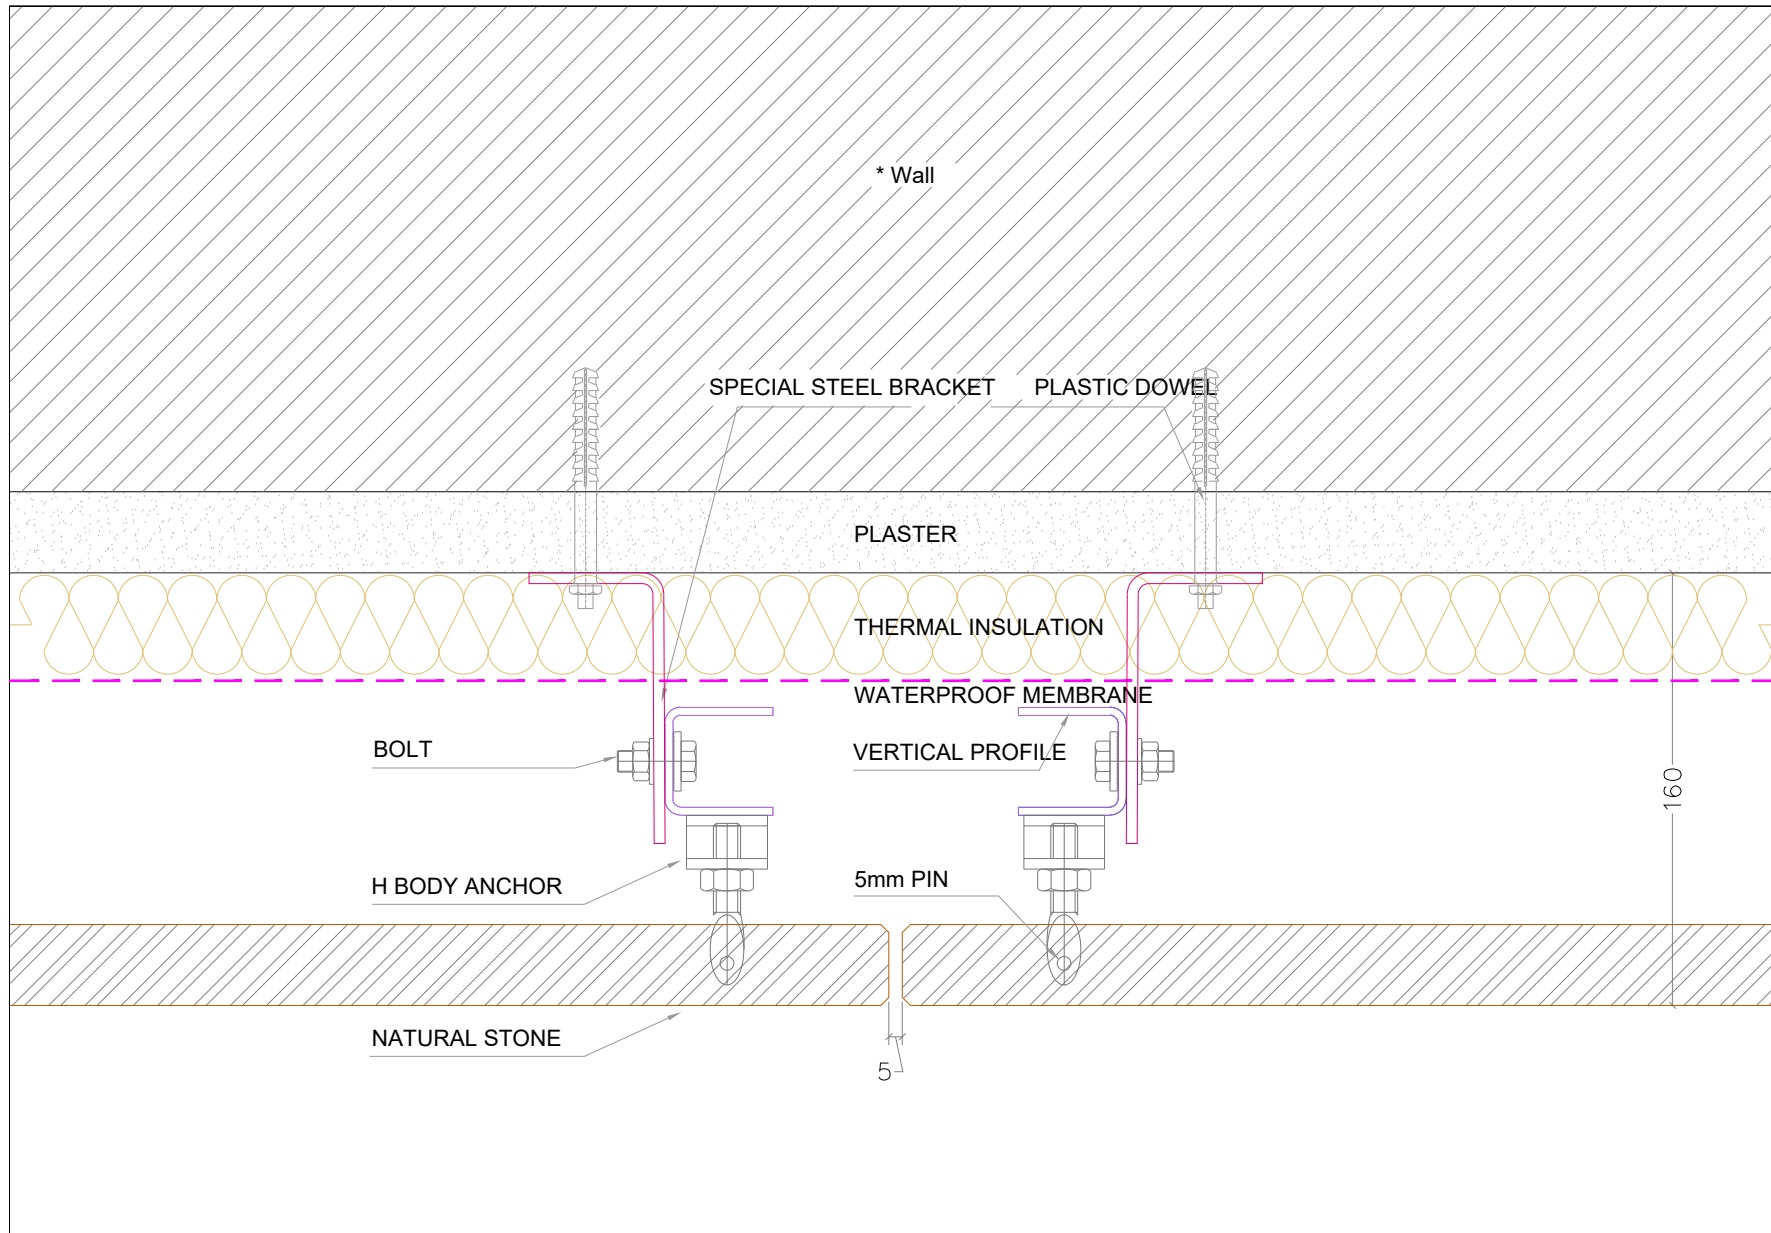 * Wall
SPECIAL STEEL BRACKET
PLASTIC DOWEL
PLASTER
THERMAL INSULATION
WATERPROOF MEMBRANE
BOLT
VERTICAL PROFILE
160
H BODY ANCHOR
5mm PIN
NATURAL STONE
5